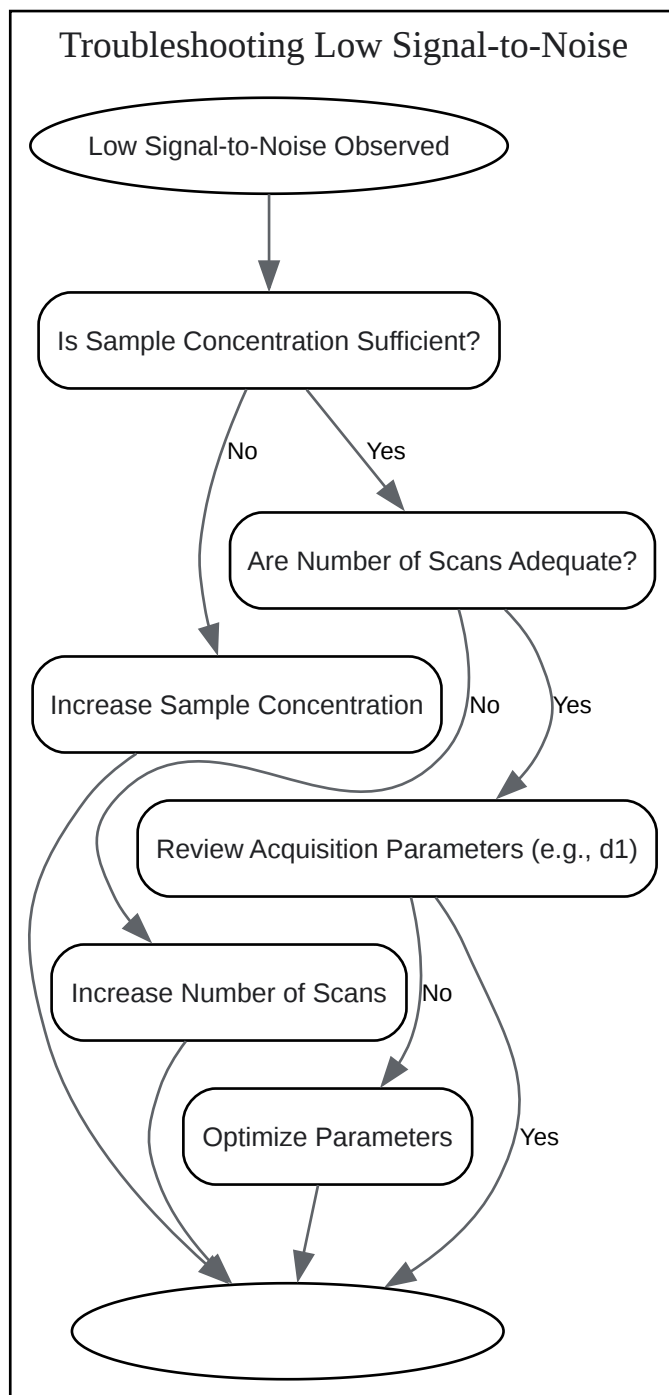 Troubleshooting Low Signal-to-Noise
Low Signal-to-Noise Observed
Is Sample Concentration Sufficient?
No
Yes
Are Number of Scans Adequate?
Increase Sample Concentration
No
Yes
Review Acquisition Parameters (e.g., d1)
Increase Number of Scans
No
Optimize Parameters
Yes